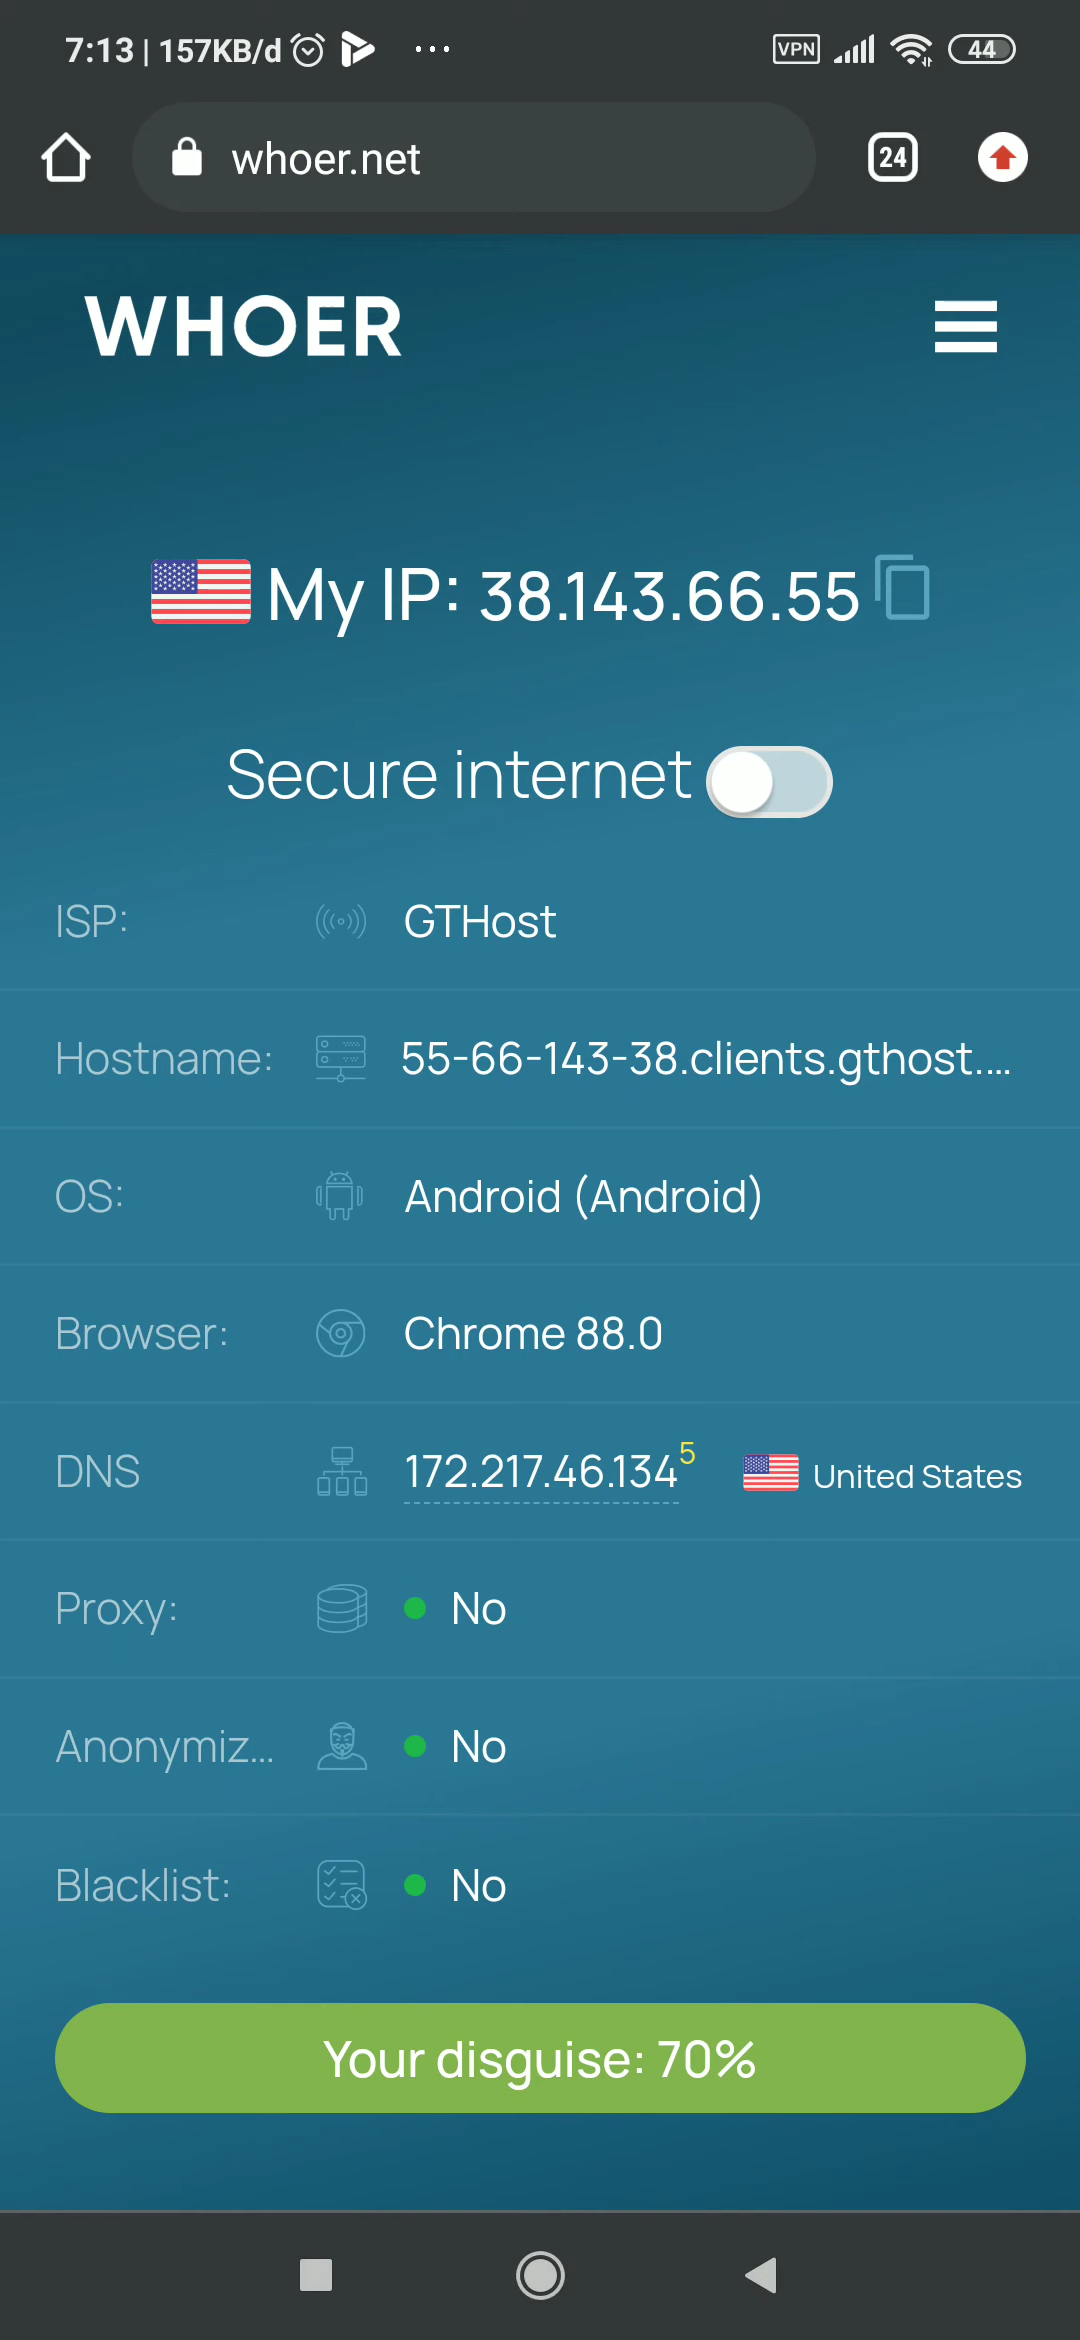 7:13 | 157KB/d ... VPN 44
whoer.net 24
WHOER
My IP: 38.143.66.55
Secure internet
ISP: GTHost
Hostname: 55-66-143-38.clients.gthost....
OS: Android (Android)
Browser: Chrome 88.0
DNS 172.217.46.134 5 United States
Proxy: No
Anonymiz... No
Blacklist: No
Your disguise: 70%